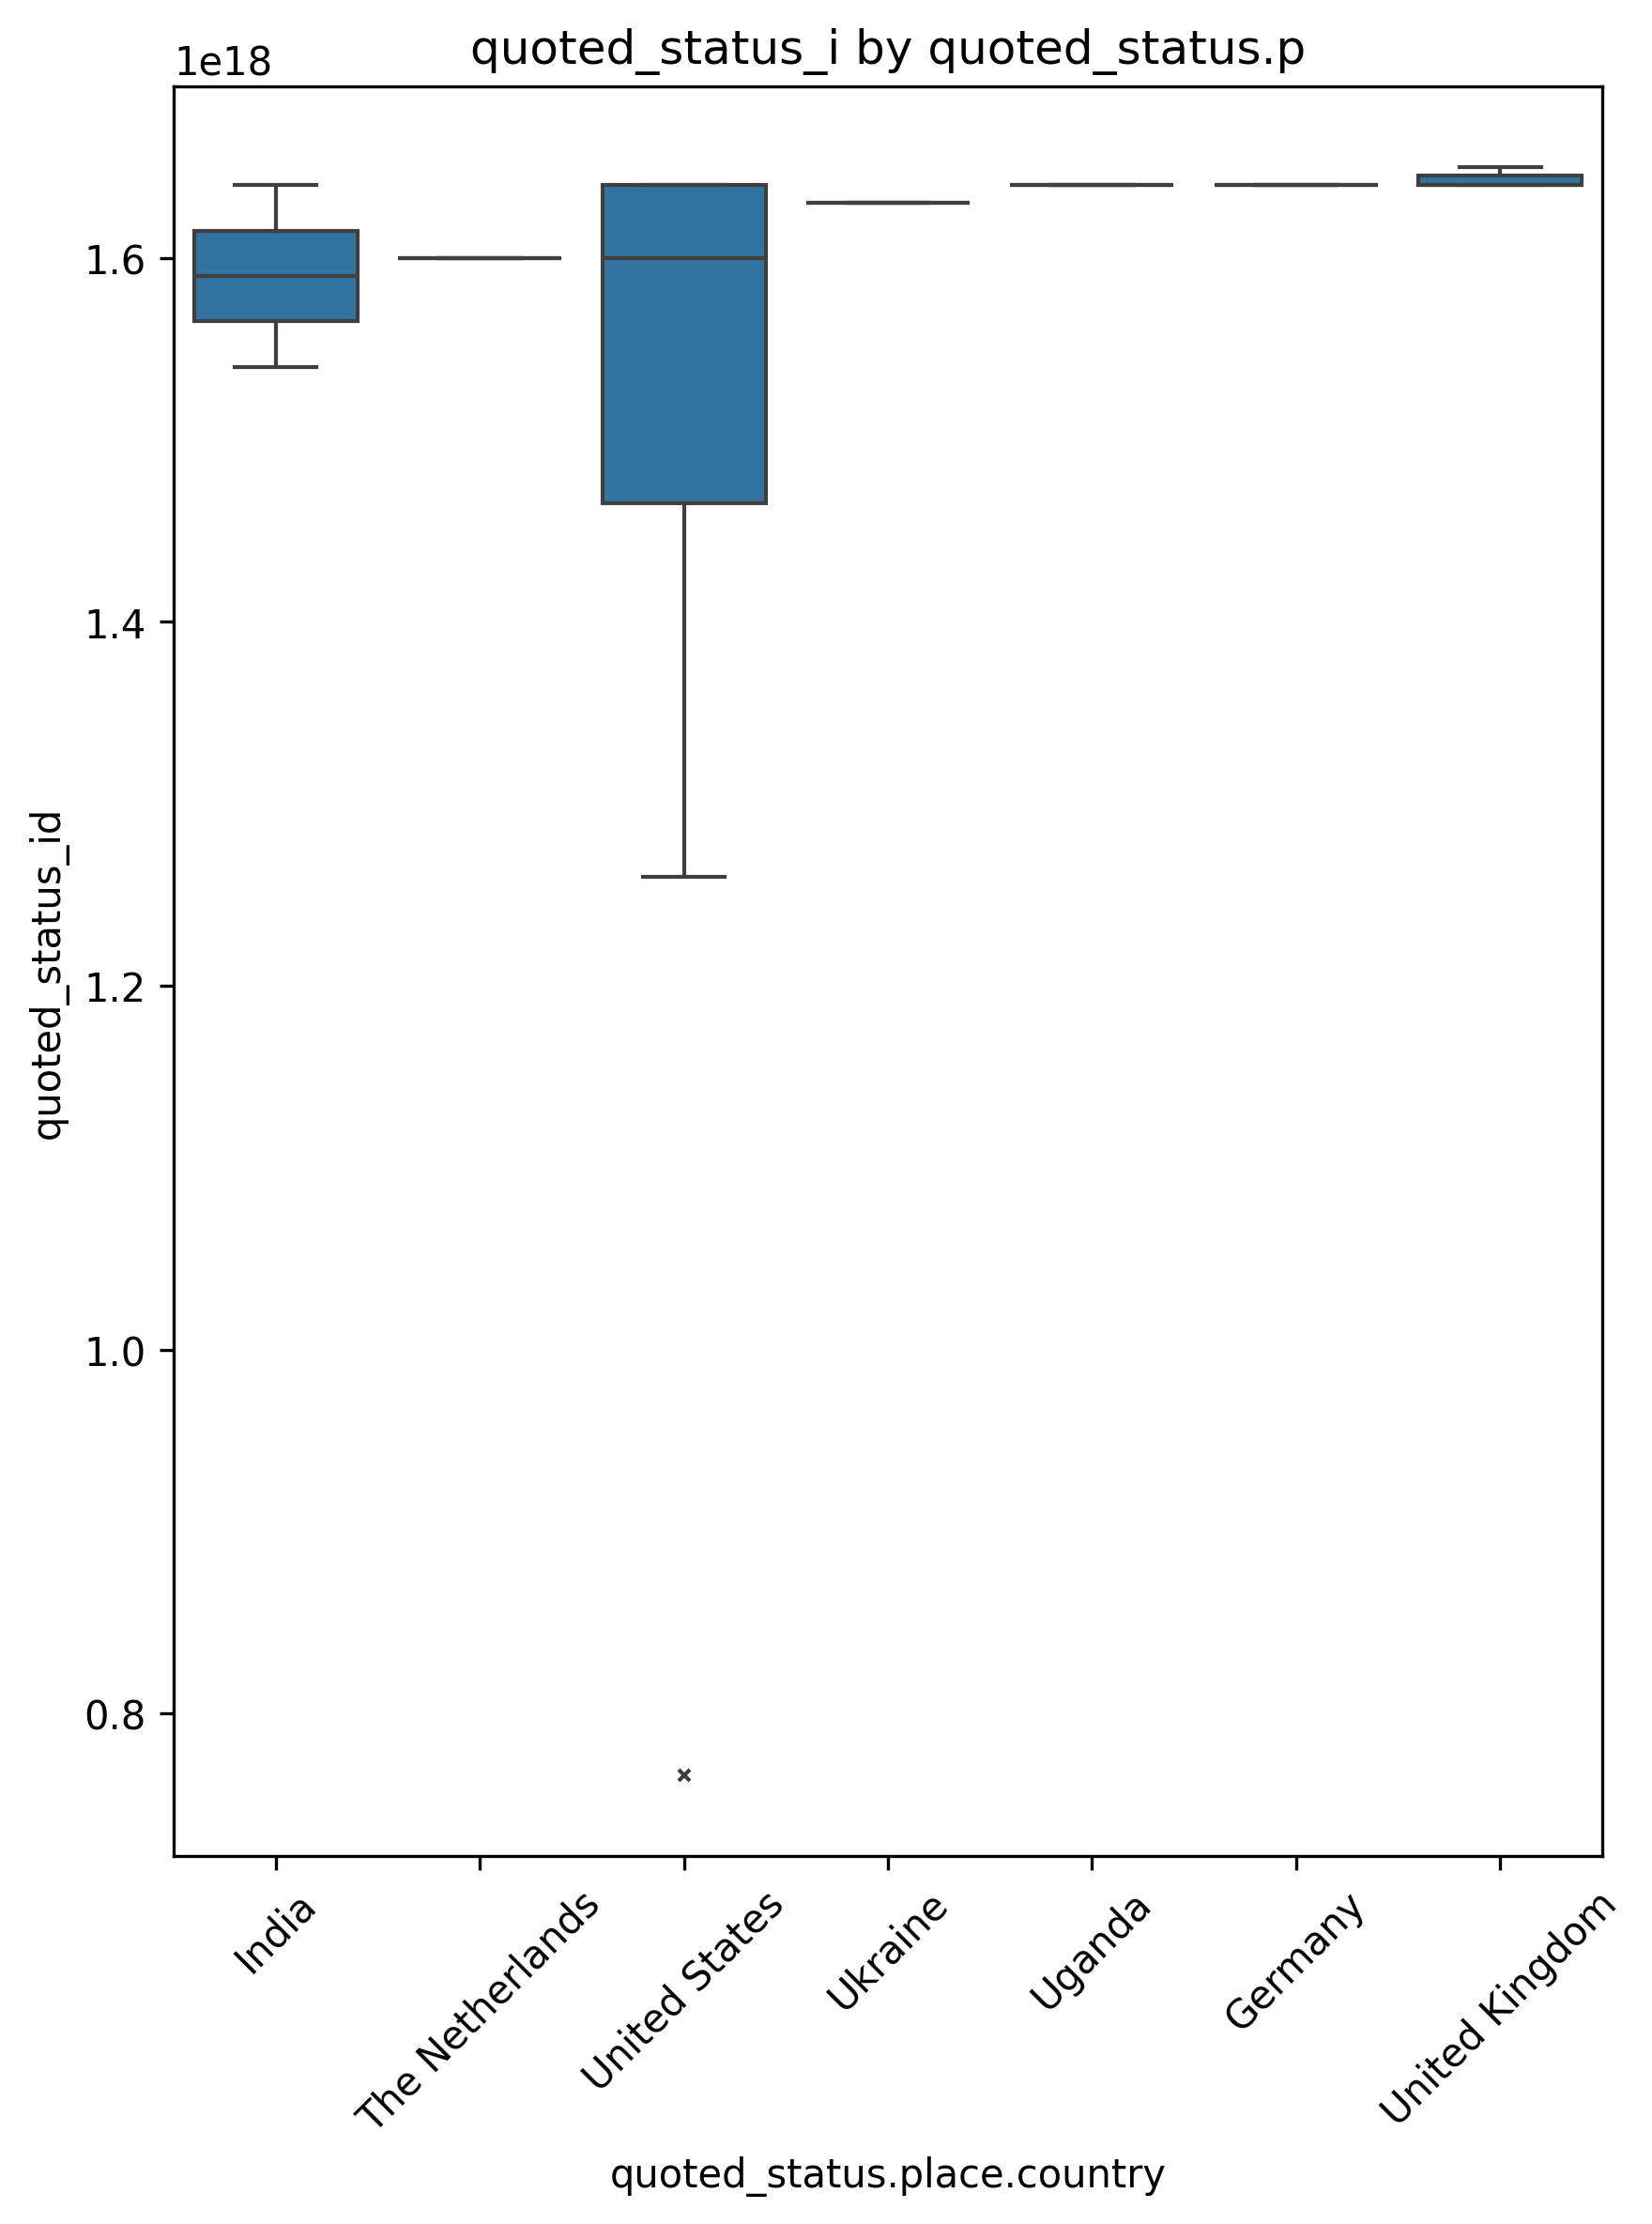 quoted_status_i by quoted_status.p
1e18
1.6
1.4
1.2
1.0
0.8
quoted_status_id
India
The Netherlands
United States
Ukraine
Uganda
Germany
United Kingdom
quoted_status.place.country